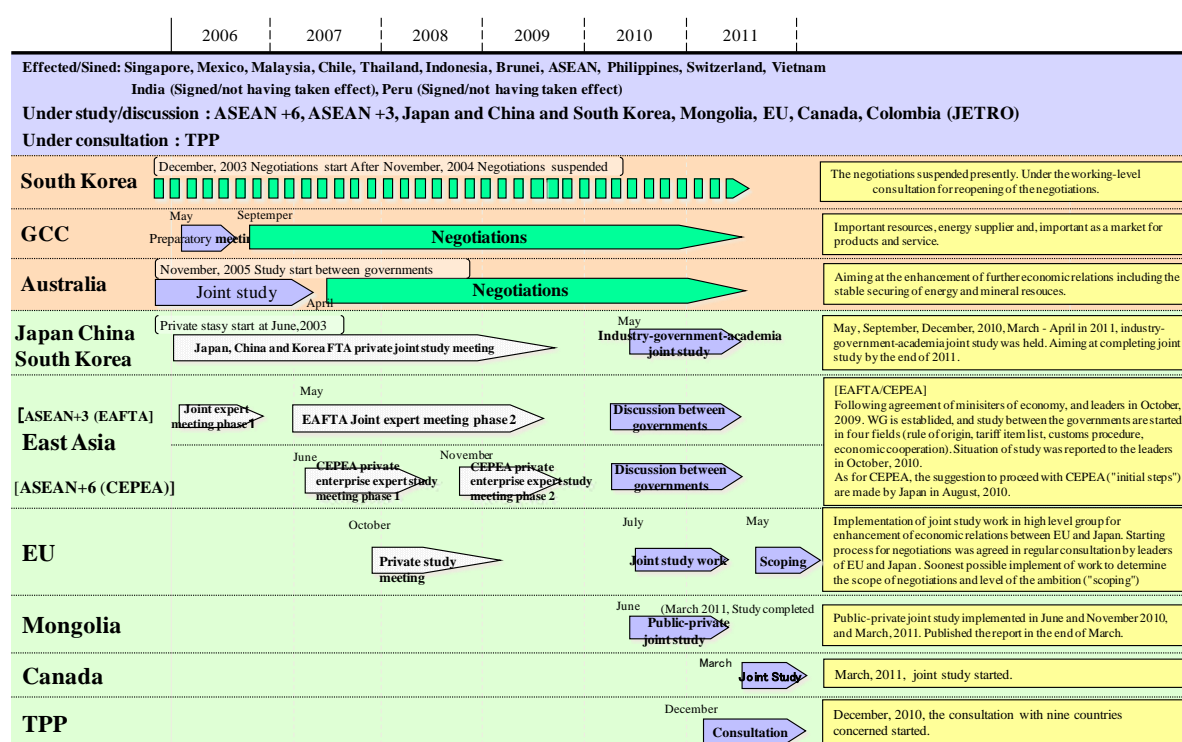 2006 2007 2008 2009 2010 2011
Effected/Sined: Singapore, Mexico, Malaysia, Chile, Thailand, Indonesia, Brunei, ASEAN, Philippines, Switzerland, Vietnam
India (Signed/not having taken effect), Peru (Signed/not having taken effect)
Under study/discussion : ASEAN +6, ASEAN +3, Japan and China and South Korea, Mongolia, EU, Canada, Colombia (JETRO)
Under consultation : TPP
South Korea
December, 2003 Negotiations start After November, 2004 Negotiations suspended
The negotiations suspended presently. Under the working-level
consultation for reopening of the negotiations.
GCC
May
September
Preparatory meetin
Negotiations
Important resources, energy supplier and, important as a market for
products and service.
Australia
November, 2005 Study start between governments
Joint study
April
Negotiations
Aiming at the enhancement of further economic relations including the
stable securing of energy and mineral resouces.
Japan China
South Korea
Private stasy start at June,2003
Japan, China and Korea FTA private joint study meeting
May
Industry-government-academia
joint study
May, September, December, 2010, March - April in 2011, industry-
government-academia joint study was held. Aiming at completing joint
study by the end of 2011.
[ASEAN+3 (EAFTA]
East Asia
[ASEAN+6 (CEPEA)]
Joint expert
meeting phase 1
May
EAFTA Joint expert meeting phase 2
Discussion between
governments
June
CEPEA private
enterprise expert study
meeting phase 1
November
CEPEA private
enterprise expert study
meeting phase 2
Discussion between
governments
[EAFTA/CEPEA]
Following agreement of minisiters of economy, and leaders in October,
2009. WG is establied, and study between the governments are started
in four fields (rule of origin, tariff item list, customs procedure,
economic cooperation). Situation of study was reported to the leaders
in October, 2010.
As for CEPEA, the suggestion to proceed with CEPEA ("initial steps")
are made by Japan in August, 2010.
EU
October
Private study
meeting
July
Joint study work
May
Scoping
Implementation of joint study work in high level group for
enhancement of economic relations between EU and Japan. Starting
process for negotiations was agreed in regular consultation by leaders
of EU and Japan . Soonest possible implement of work to determine
the scope of negotiations and level of the ambition ("scoping")
Mongolia
June
(March 2011, Study completed
Public-private
joint study
Public-private joint study implemented in June and November 2010,
and March, 2011. Published the report in the end of March.
Canada
March
Joint Study
March, 2011, joint study started.
TPP
December
Consultation
December, 2010, the consultation with nine countries
concerned started.